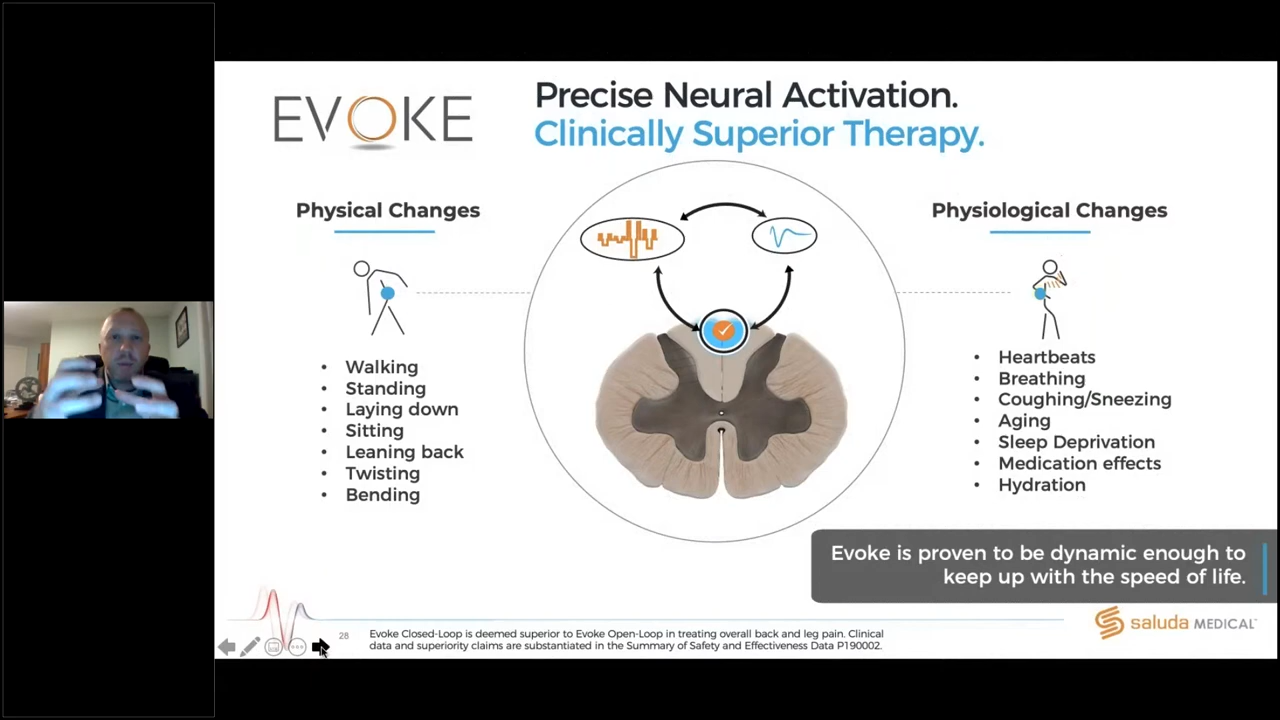 EVOKE
Precise Neural Activation.
Clinically Superior Therapy.
Physical Changes
• Walking
• Standing
• Laying down
• Sitting
• Leaning back
• Twisting
• Bending
Physiological Changes
• Heartbeats
• Breathing
• Coughing/Sneezing
• Aging
• Sleep Deprivation
• Medication effects
• Hydration
Evoke is proven to be dynamic enough to
keep up with the speed of life.
28
Evoke Closed-Loop is deemed superior to Evoke Open-Loop in treating overall back and leg pain. Clinical
data and superiority claims are substantiated in the Summary of Safety and Effectiveness Data P190002.
saluda MEDICAL™